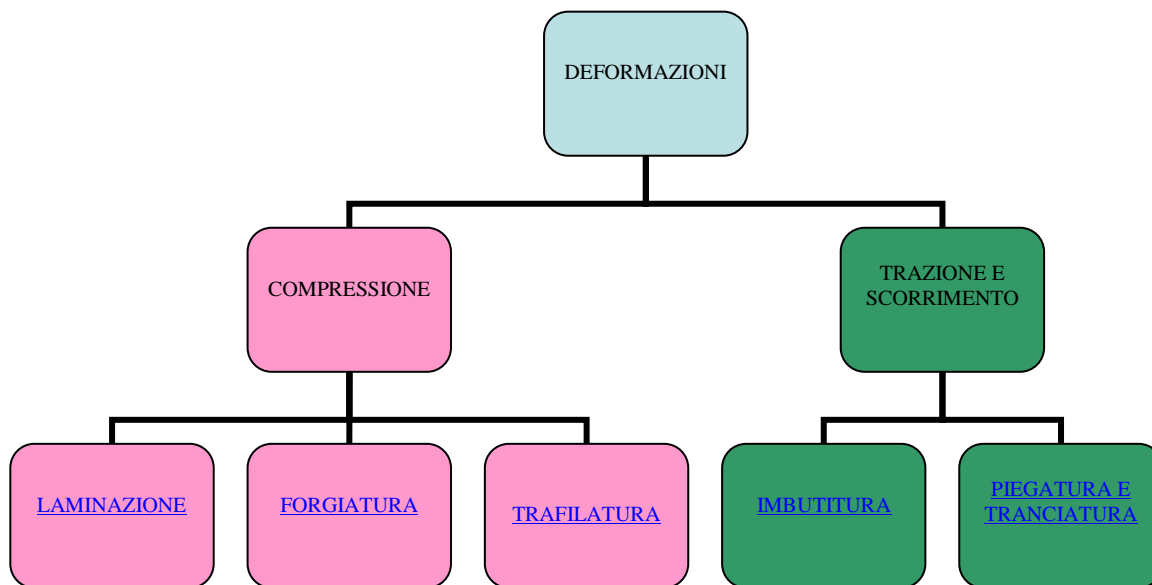 DEFORMAZIONI
COMPRESSIONE
TRAZIONE E
SCORRIMENTO
LAMINAZIONE
FORGIATURA
TRAFILATURA
IMBUTITURA
PIEGATURA E
TRANCIATURA